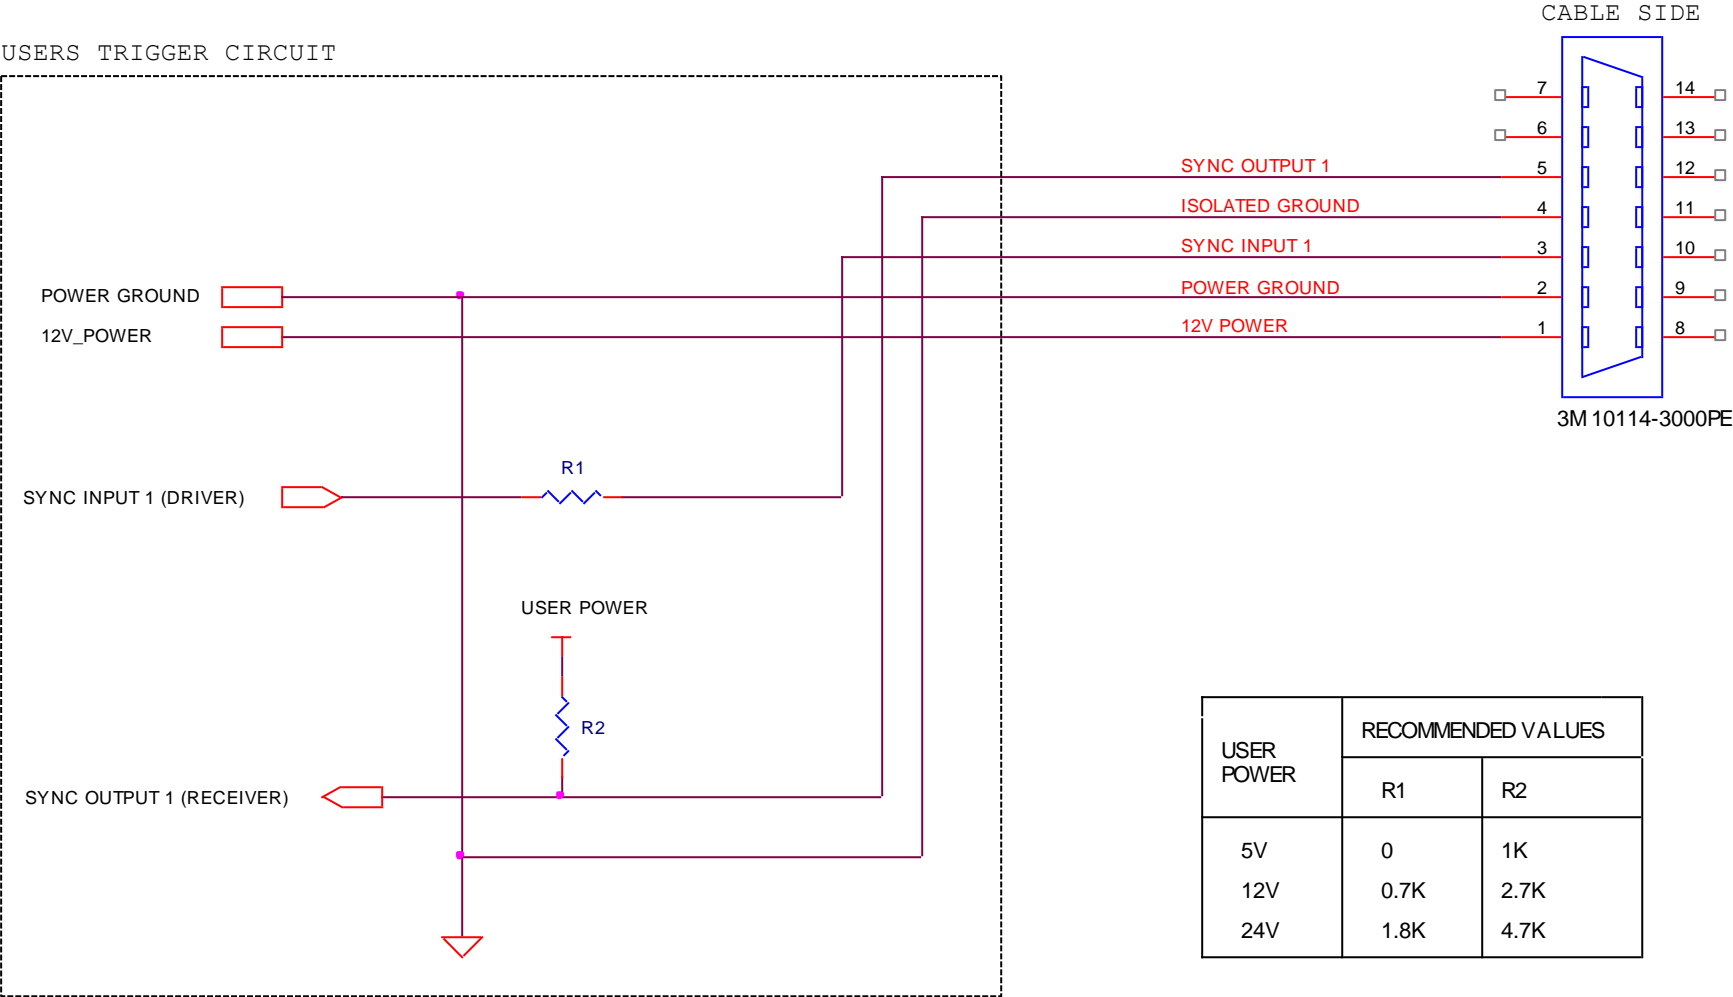 CABLE SIDE
USERS TRIGGER CIRCUIT
7
14
6
13
SYNC OUTPUT 1
5
12
ISOLATED GROUND
4
11
SYNC INPUT 1
3
10
POWER GROUND
POWER GROUND
2
9
12V_POWER
12V POWER
1
8
3M 10114-3000PE
R1
SYNC INPUT 1 (DRIVER)
USER POWER
R2
SYNC OUTPUT 1 (RECEIVER)
USER
POWER
RECOMMENDED VALUES
R1
R2
5V
0
1K
12V
0.7K
2.7K
24V
1.8K
4.7K